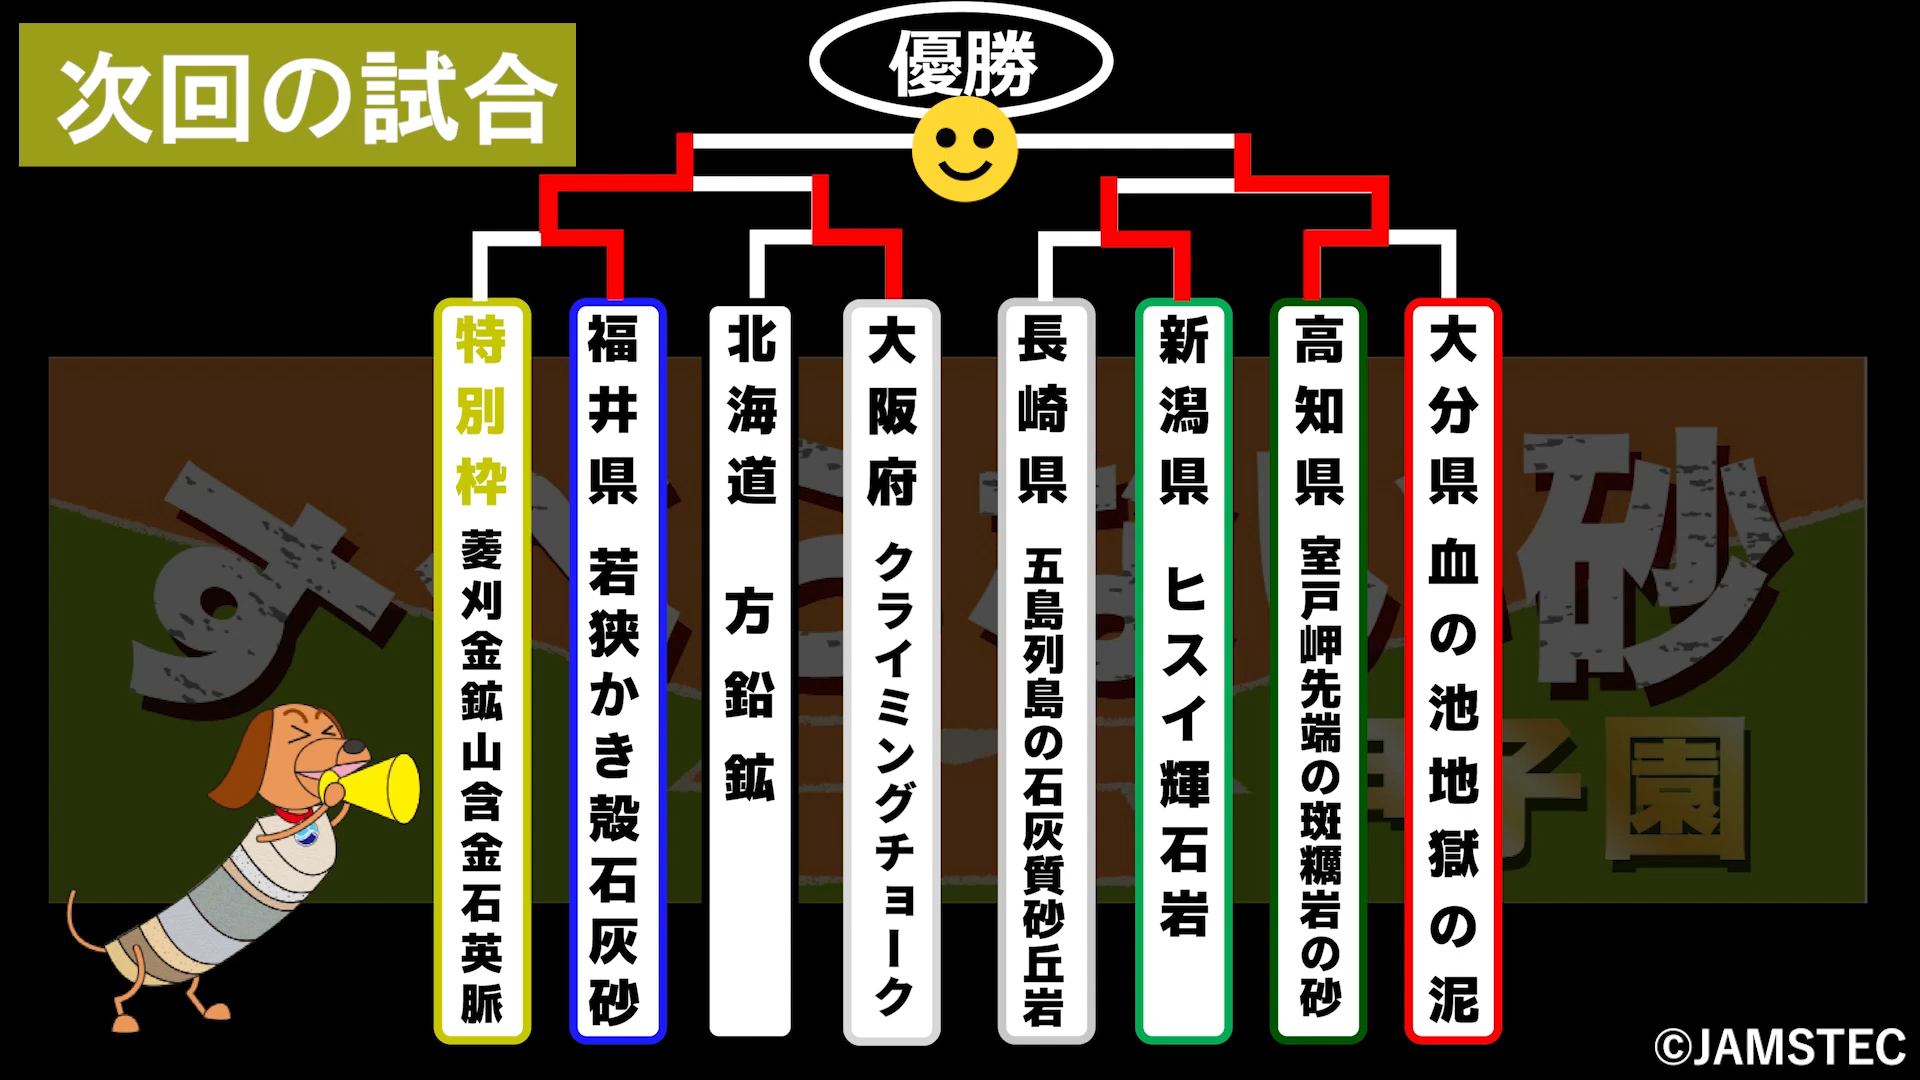 次回の試合
優勝
特別枠 菱刈金鉱山含金石英脈
福井県 若狭かき殻石灰砂
北海道 方鉛鉱
大阪府 クライミングチョーク
長崎県 五島列島の石灰質砂丘岩
新潟県 ヒスイ輝石岩
高知県 室戸岬先端の斑糲岩の砂
大分県 血の池地獄の泥
©JAMSTEC